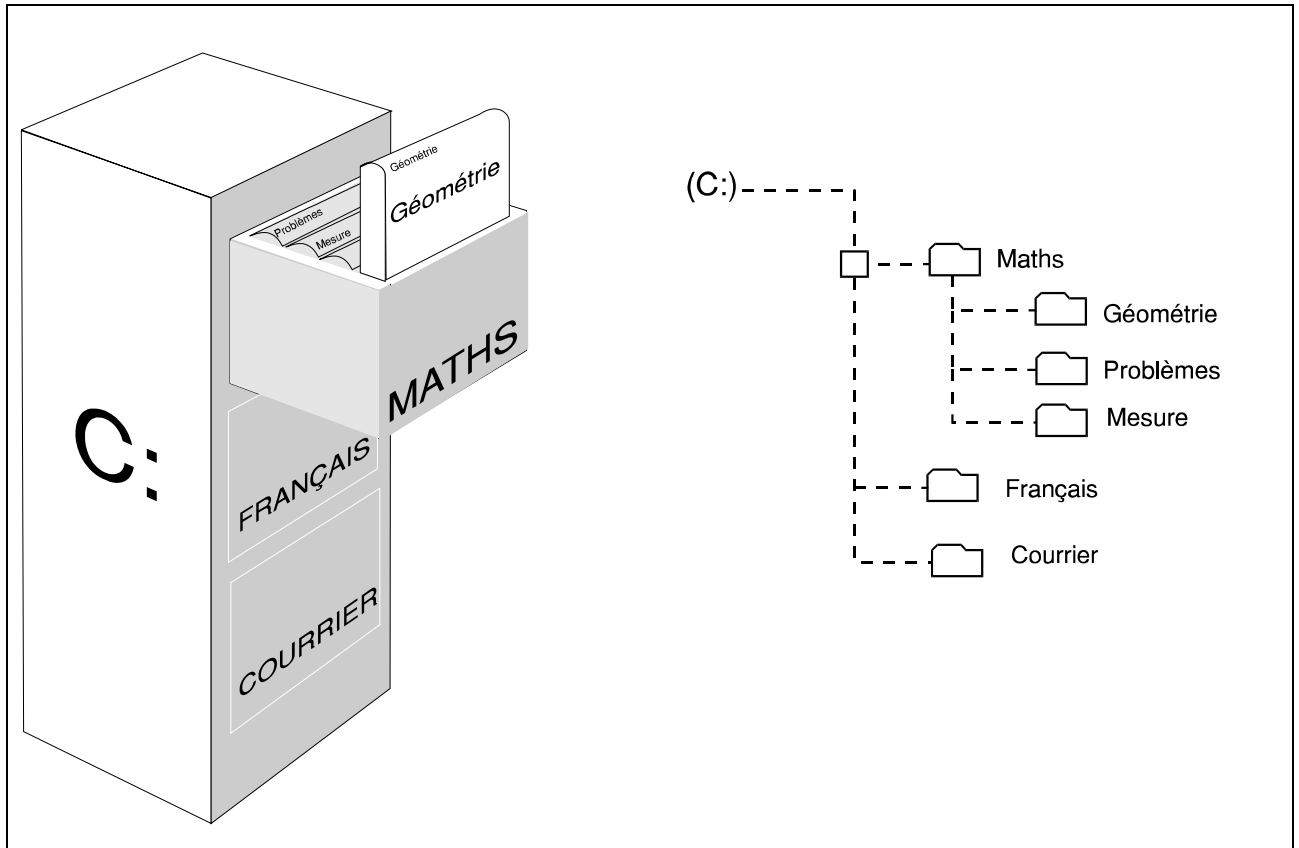 C:
Géométrie
Géométrie
Problèmes
Mesure
MATHS
FRANÇAIS
COURRIER
(C:)
Maths
Géométrie
Problèmes
Mesure
Français
Courrier